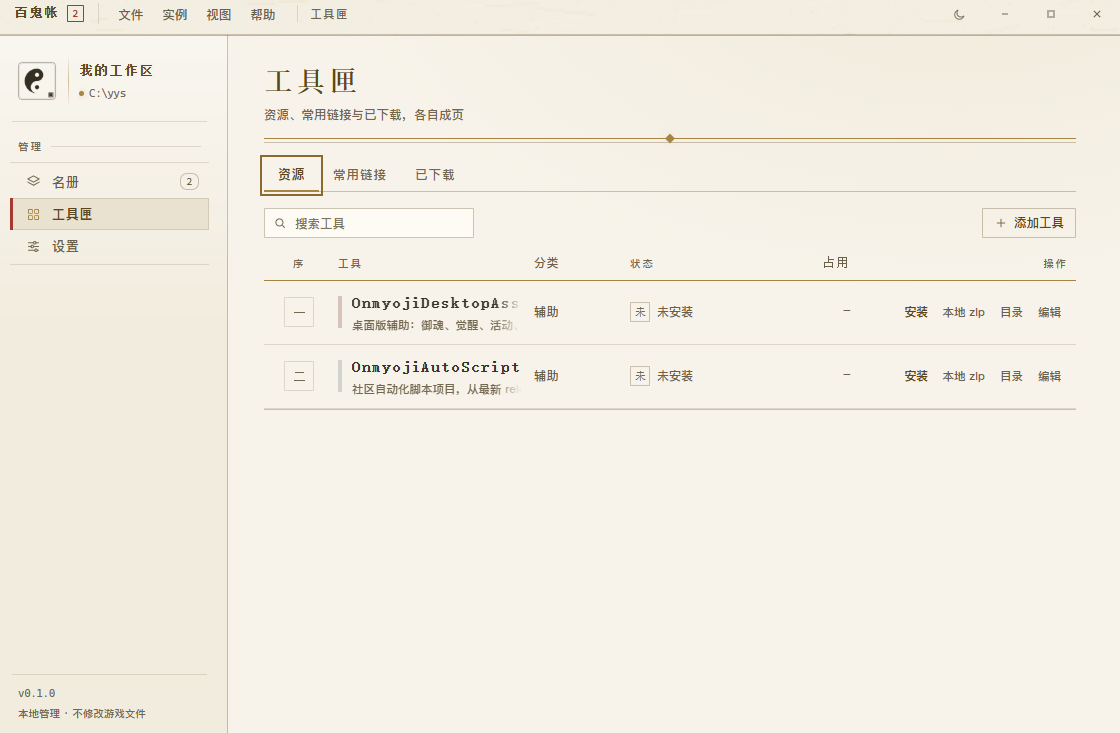 百鬼帐 2 文件 实例 视图 帮助 工具匣
我的工作区
C:\yys
管理
名册 2
工具匣
设置
v0.1.0
本地管理 · 不修改游戏文件
工具匣
资源、常用链接与已下载，各自成页
资源 常用链接 已下载
搜索工具
添加工具
序 工具 分类 状态 占用 操作
一 OnmyojiDesktopAss 辅助 未 未安装 – 安装 本地 zip 目录 编辑
桌面版辅助：御魂、觉醒、活动、
二 OnmyojiAutoScript 辅助 未 未安装 – 安装 本地 zip 目录 编辑
社区自动化脚本项目，从最新 rel